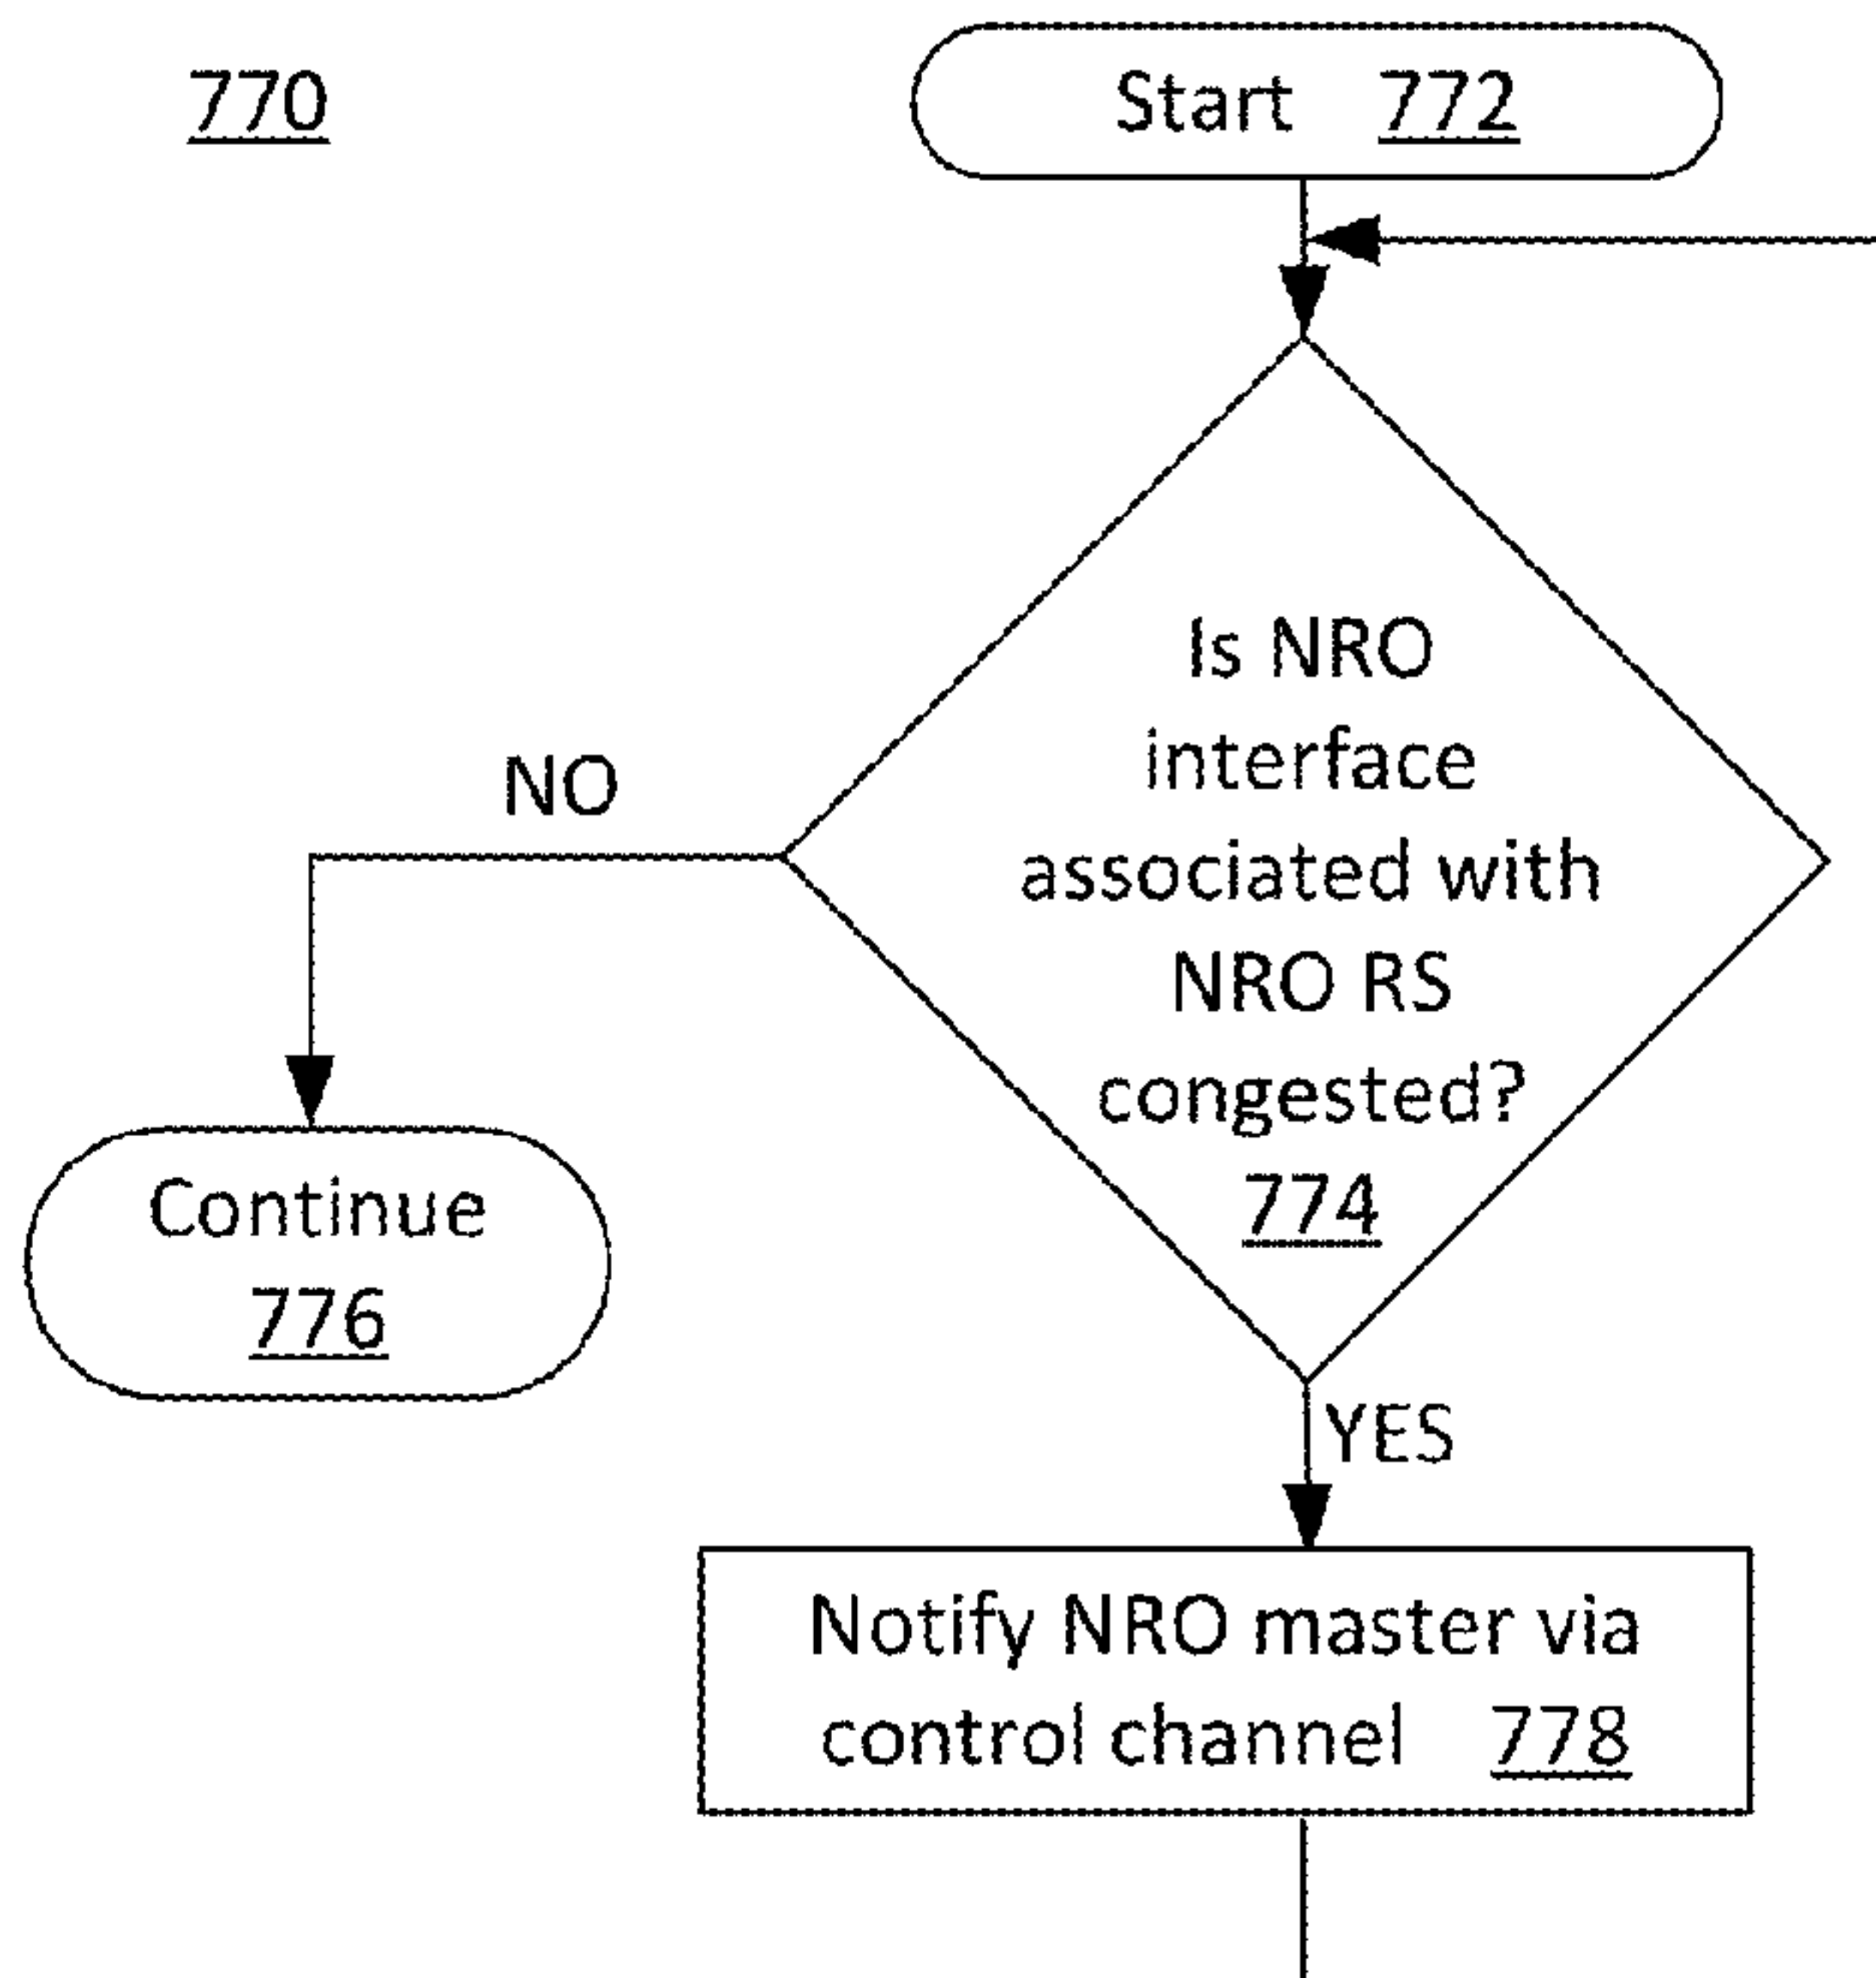 770
Start 772
Is NRO
interface
associated with
NRO RS
congested?
774
NO
Continue
776
YES
Notify NRO master via
control channel 778